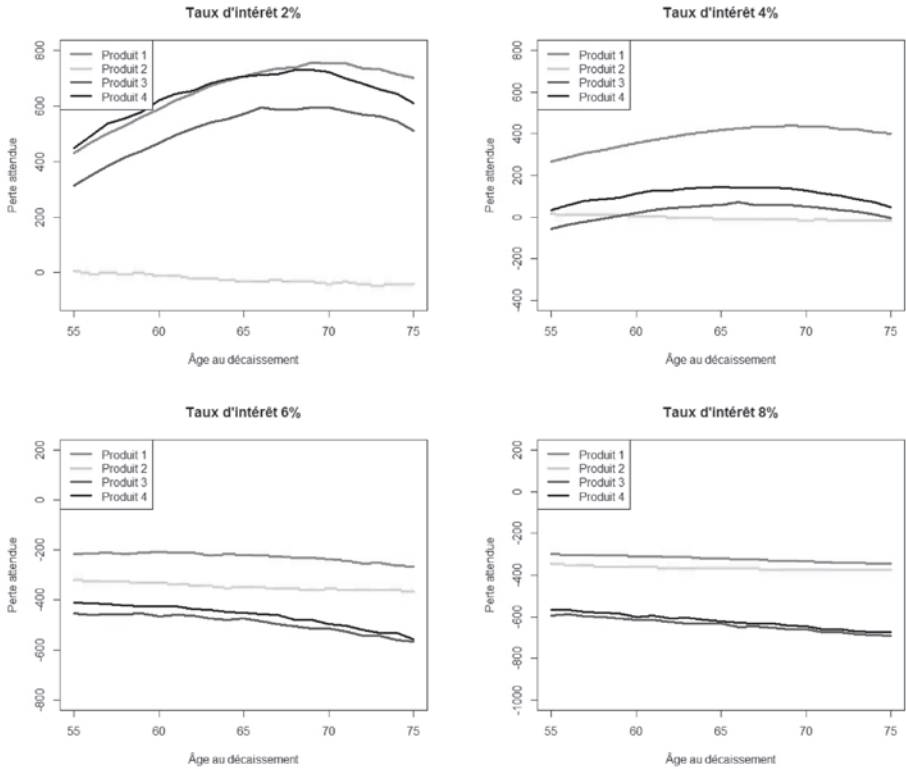 Taux d'intérêt 2%
Produit 1
Produit 2
Produit 3
Produit 4
Perte attendue
800
600
400
200
0
55 60 65 70 75
Âge au décaissement
Taux d'intérêt 4%
Produit 1
Produit 2
Produit 3
Produit 4
Perte attendue
800
600
400
200
0
-200
-400
55 60 65 70 75
Âge au décaissement
Taux d'intérêt 6%
Produit 1
Produit 2
Produit 3
Produit 4
Perte attendue
200
0
-200
-400
-600
-800
55 60 65 70 75
Âge au décaissement
Taux d'intérêt 8%
Produit 1
Produit 2
Produit 3
Produit 4
Perte attendue
200
0
-200
-400
-600
-800
-1000
55 60 65 70 75
Âge au décaissement